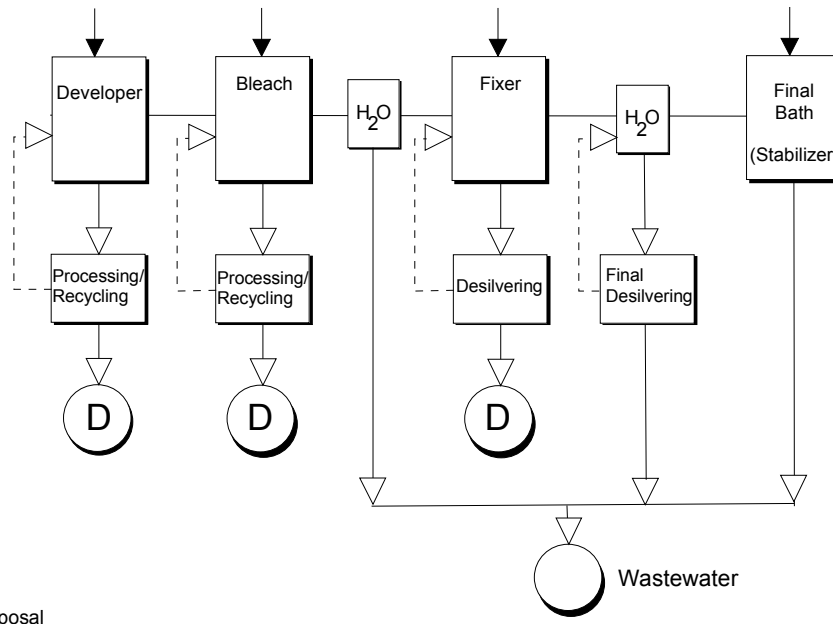 Developer
Bleach
H2O
Fixer
H2O
Final
Bath
(Stabilizer
Processing/
Recycling
Processing/
Recycling
Desilvering
Final
Desilvering
D
D
D
Wastewater
posal